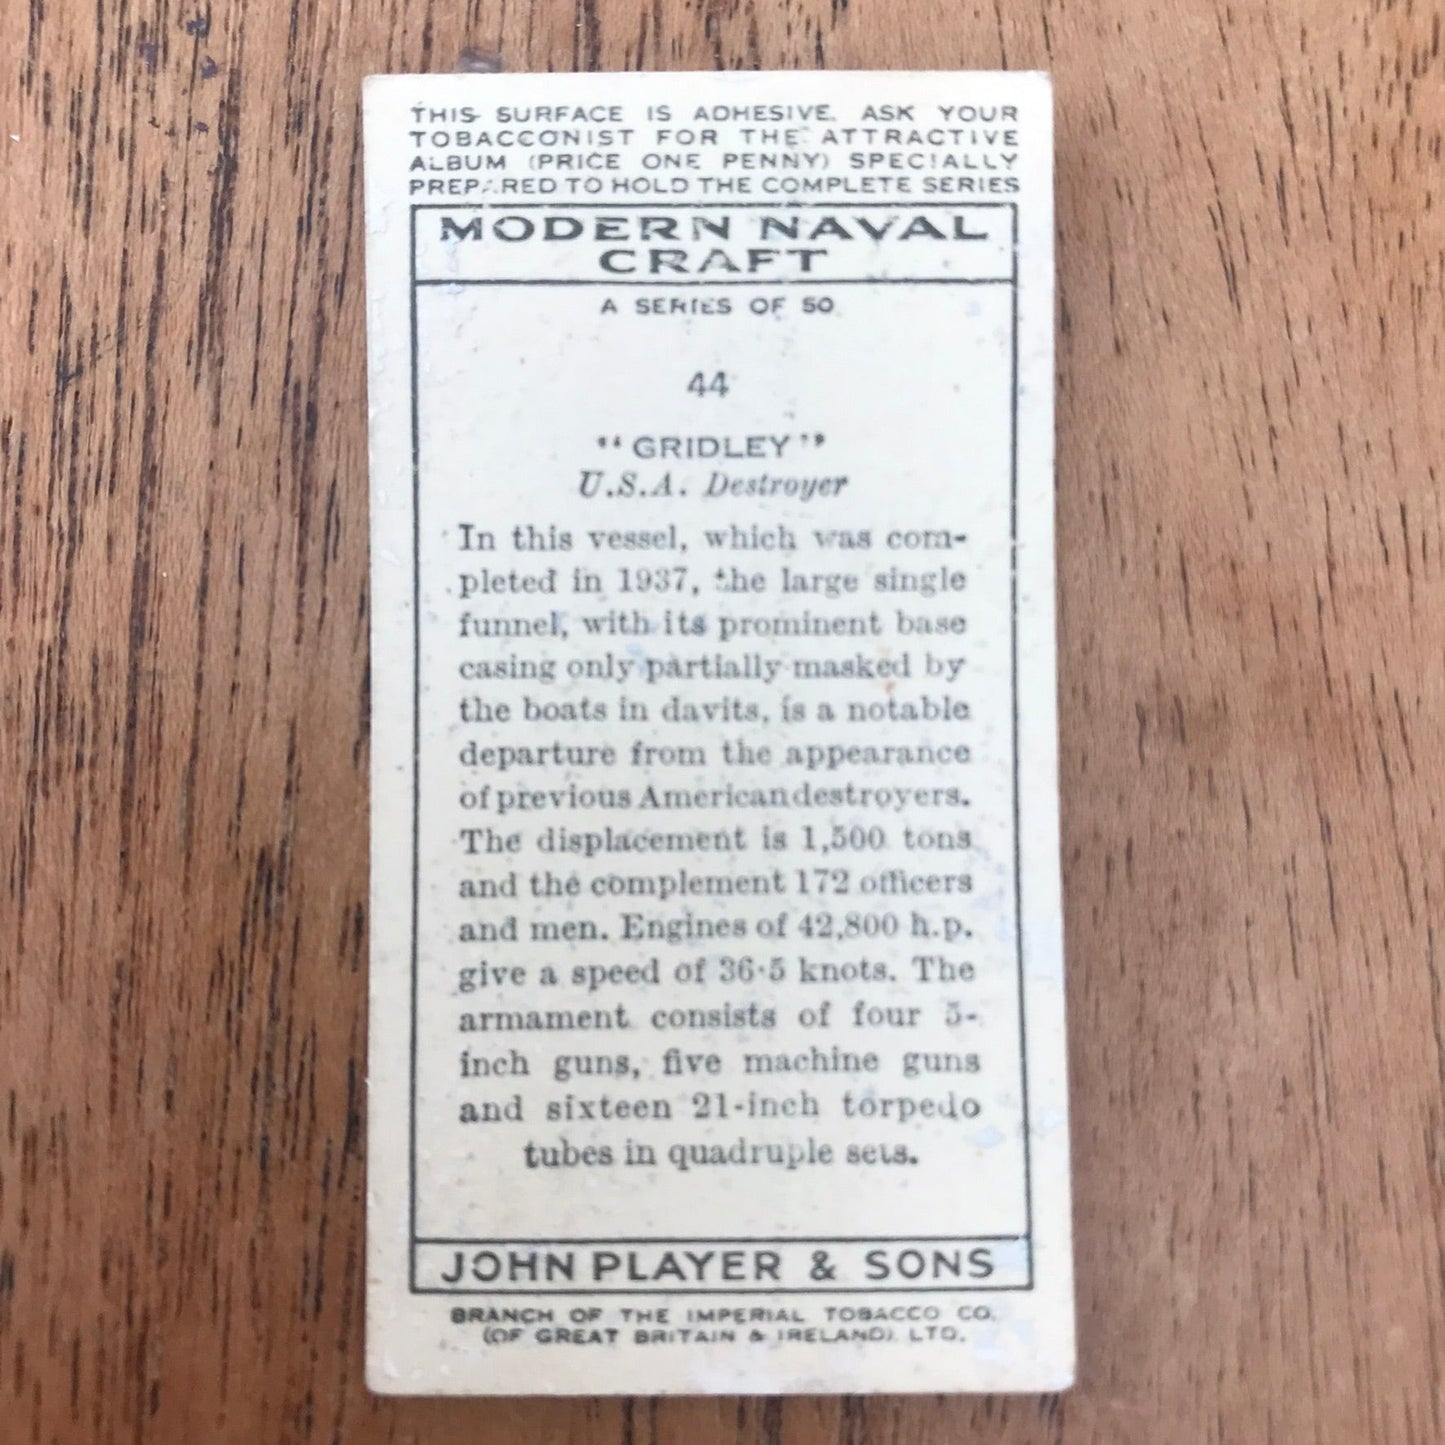 THIS SURFACE IS ADHESIVE. ASK YOUR
TOBACCONIST FOR THE ATTRACTIVE
ALBUM (PRICE ONE PENNY) SPECIALLY
PREPARED TO HOLD THE COMPLETE SERIES
MODERN NAVAL
CRAFT
A SERIES OF 50
44
"GRIDLEY"
U.S.A. Destroyer
In this vessel, which was com-
pleted in 1937, the large single
funnel, with its prominent base
casing only partially masked by
the boats in davits, is a notable
departure from the appearance
of previous American destroyers.
The displacement is 1,500 tons
and the complement 172 officers
and men. Engines of 42,800 h.p.
give a speed of 36·5 knots. The
armament consists of four 5-
inch guns, five machine guns
and sixteen 21-inch torpedo
tubes in quadruple sets.
JOHN PLAYER & SONS
BRANCH OF THE IMPERIAL TOBACCO CO.
(OF GREAT BRITAIN & IRELAND), LTD.